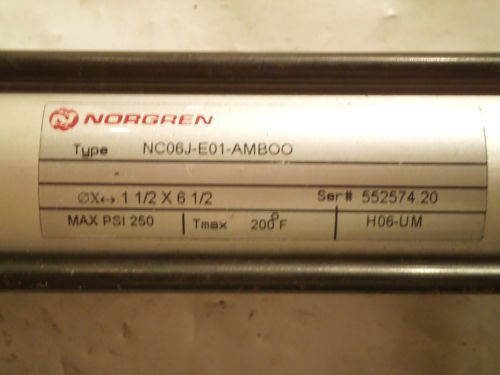 NORGREN
Type NC06J-E01-AMBOO
ØX↔ 1 1/2 X 6 1/2 Ser# 552574.20
MAX PSI 250 Tmax 200°F H06-UM